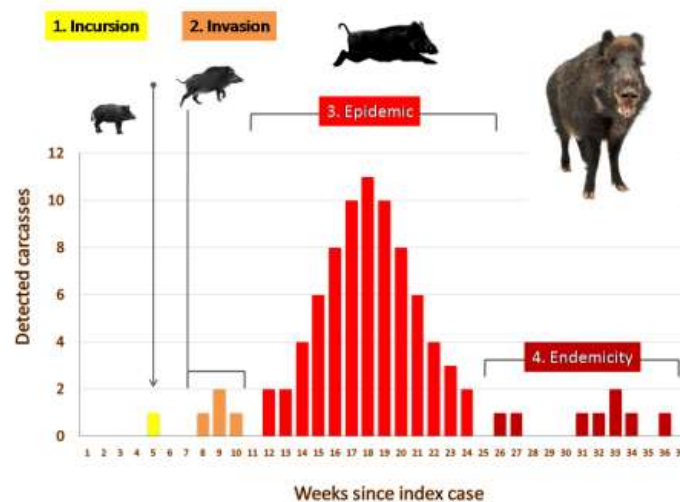 1. Incursion
2. Invasion
3. Epidemic
12
10
8
6
4
2
0
Detected carcasses
4. Endemicity
1 2 3 4 5 6 7 8 9 10 11 12 13 14 15 16 17 18 19 20 21 22 23 24 25 26 27 28 29 30 31 32 33 34 35 36
Weeks since index case